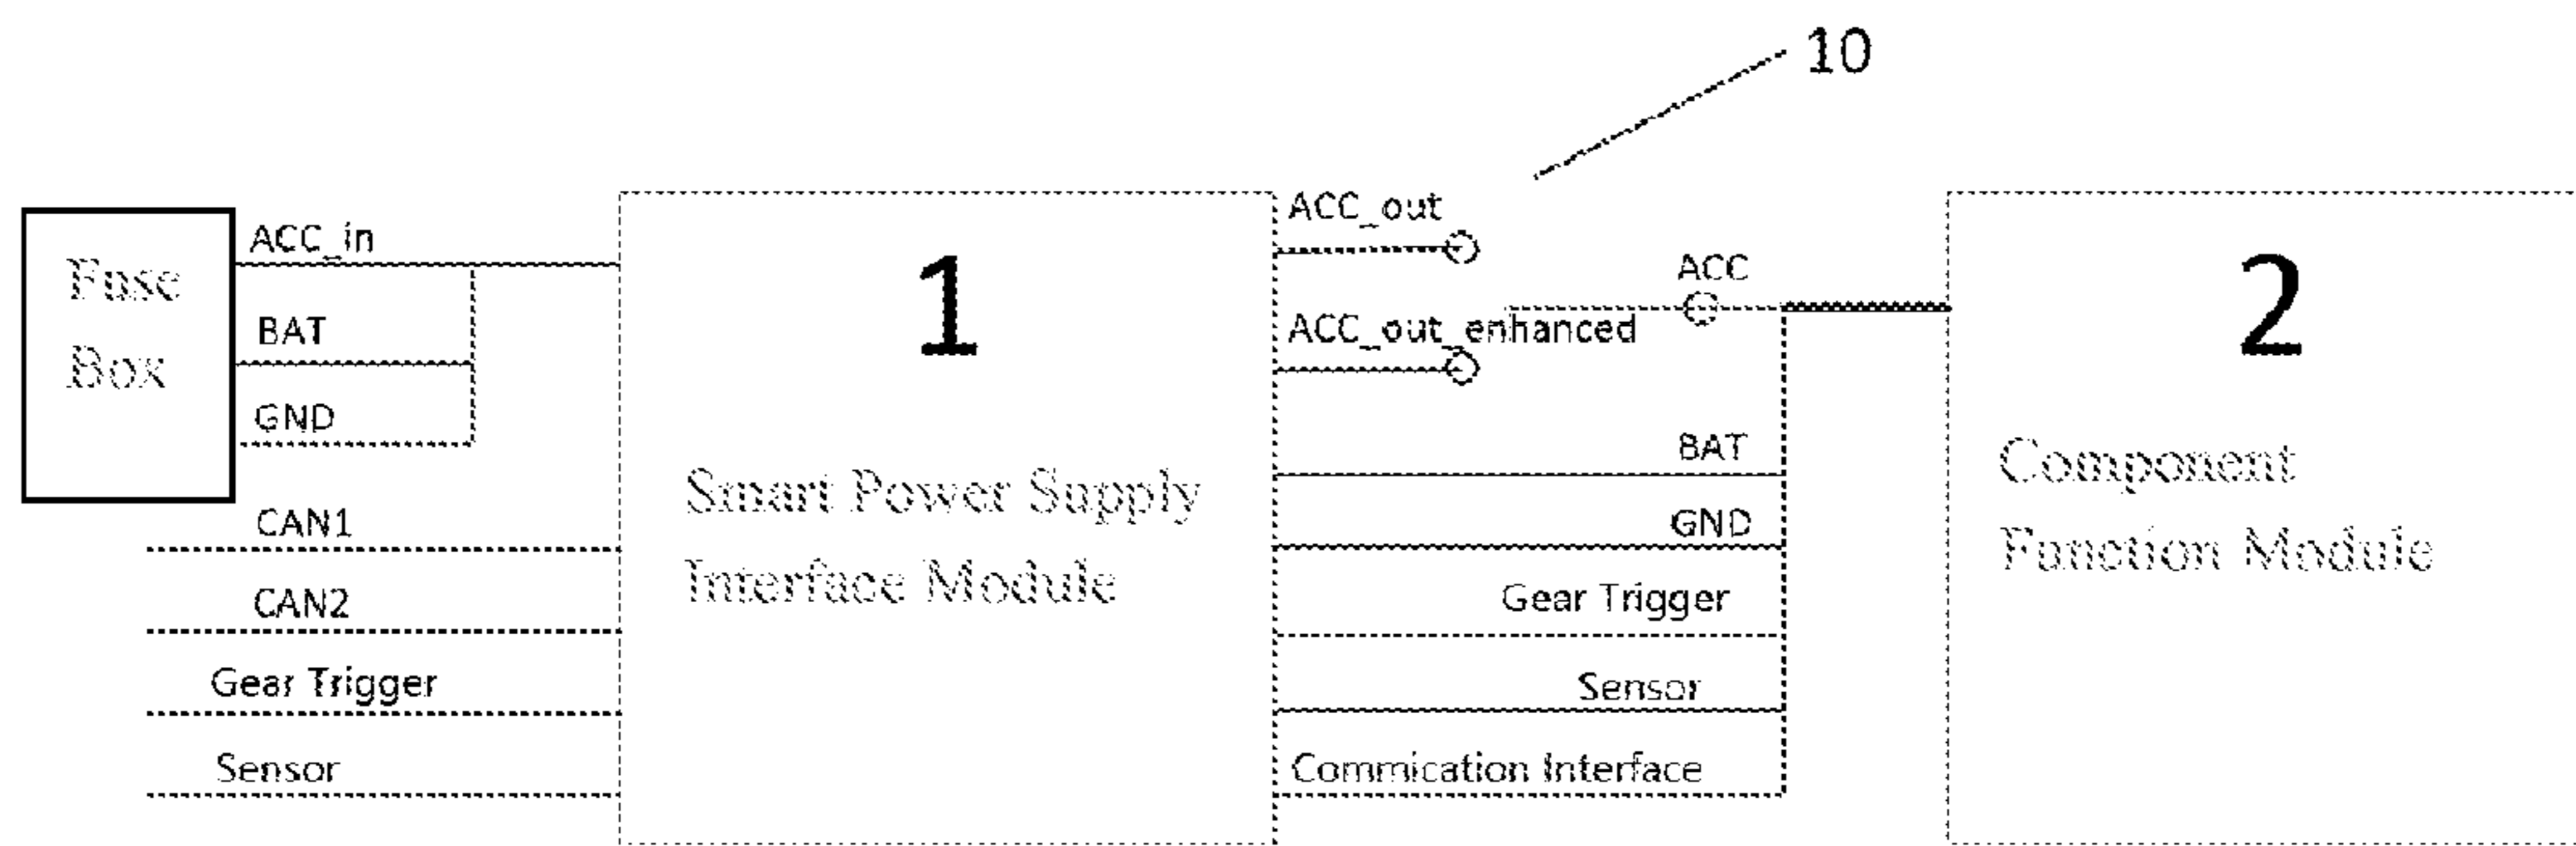 10
Fuse
Box
ACC_in
BAT
GND
CAN1
CAN2
Gear Trigger
Sensor
1
Smart Power Supply
Interface Module
ACC_out
ACC_out_enhanced
ACC
BAT
GND
Gear Trigger
Sensor
Commication Interface
2
Component
Function Module